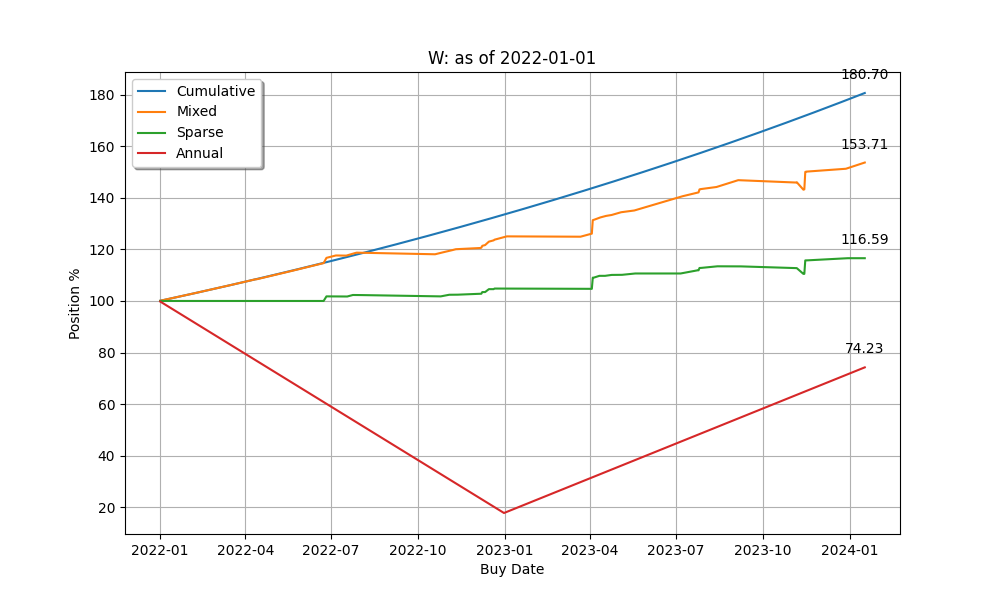 W: as of 2022-01-01
180.70
180
Cumulative
Mixed
Sparse
Annual
160
153.71
140
120
116.59
100
80
74.23
60
40
20
Position %
2022-01 2022-04 2022-07 2022-10 2023-01 2023-04 2023-07 2023-10 2024-01
Buy Date